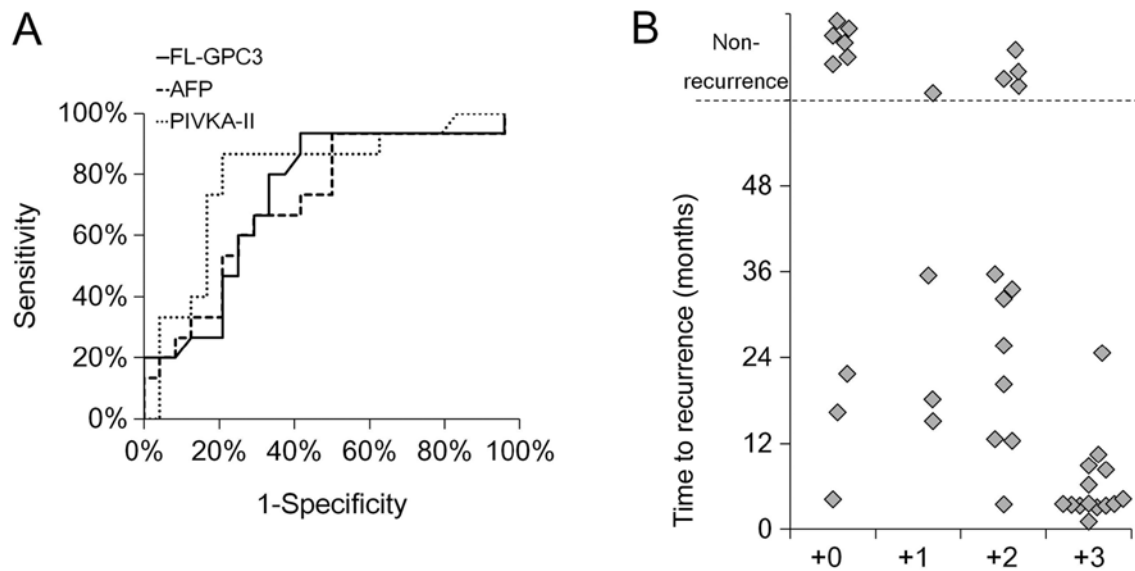 A
FL-GPC3
AFP
PIVKA-II
100%
80%
60%
40%
20%
0%
Sensitivity
0% 20% 40% 60% 80% 100%
1-Specificity
B
Non-
recurrence
48
36
24
12
0
Time to recurrence (months)
+0 +1 +2 +3